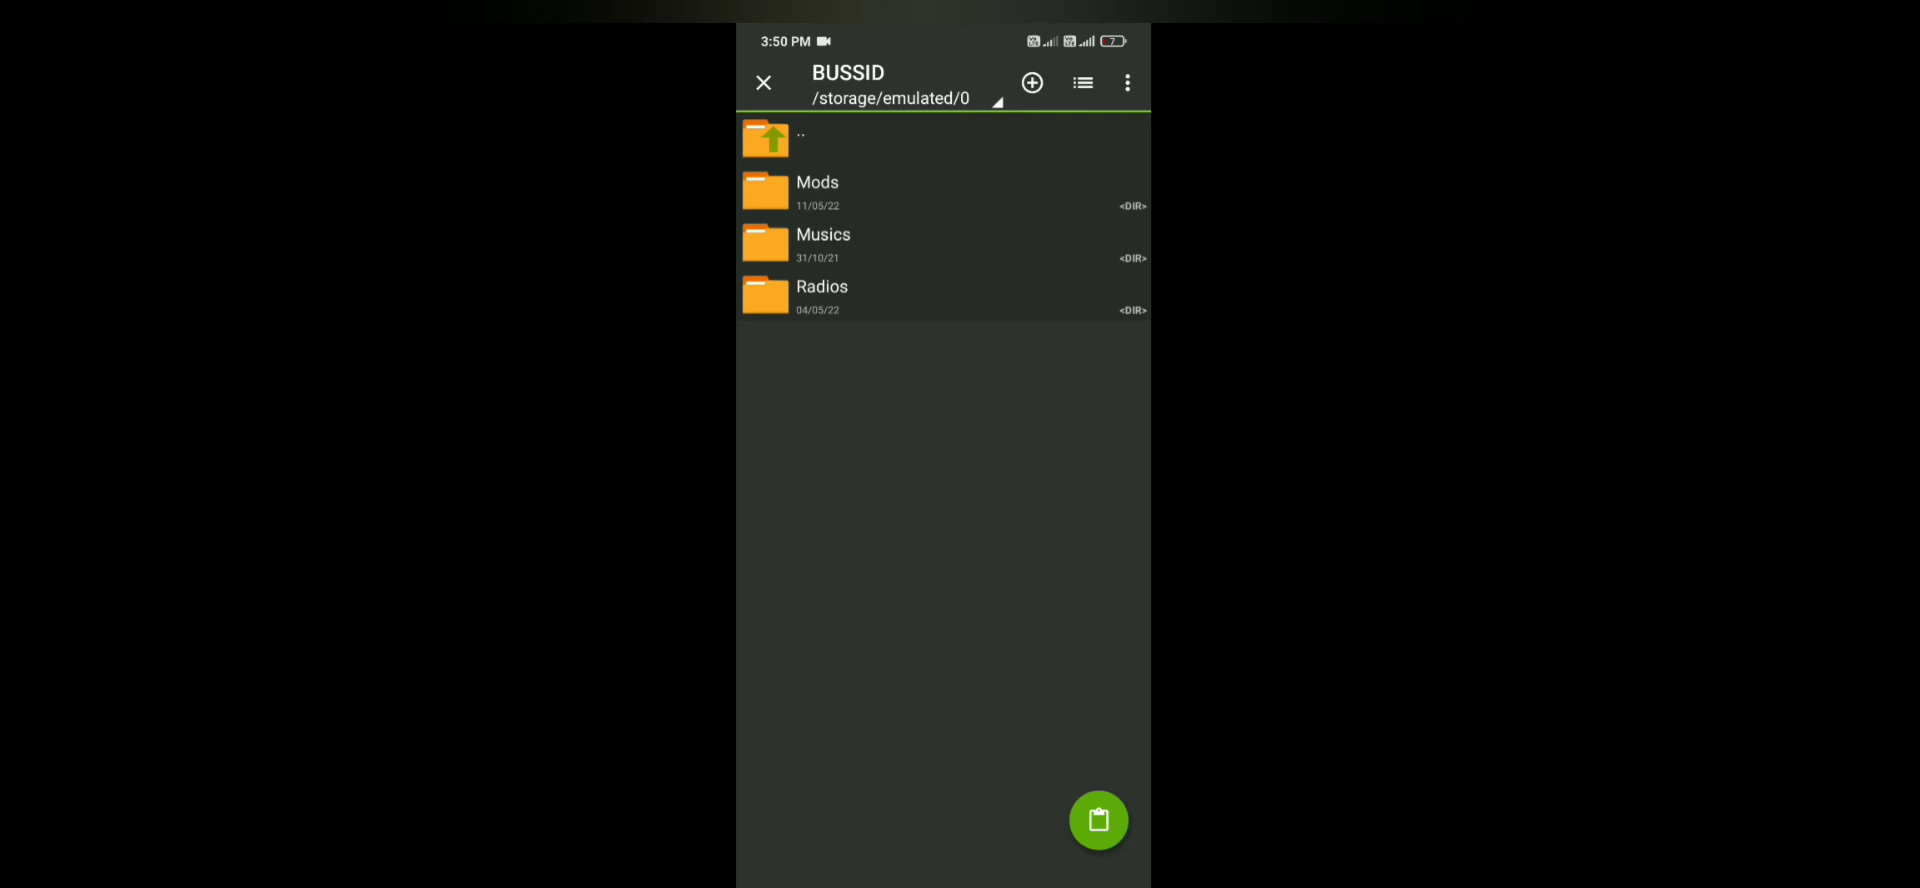 3:50 PM
7
BUSSID
/storage/emulated/0
..
Mods
11/05/22
<DIR>
Musics
31/10/21
<DIR>
Radios
04/05/22
<DIR>